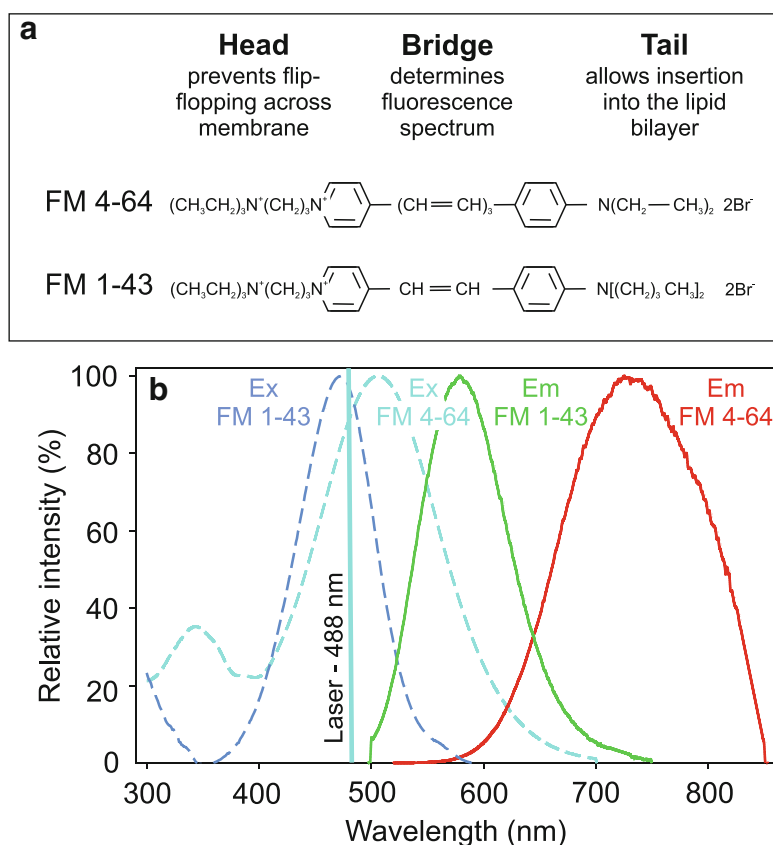 a
Head Bridge Tail
prevents flip- determines allows insertion
flopping across fluorescence into the lipid
membrane spectrum bilayer
FM 4-64 (CH₃CH₂)₃N⁺(CH₂)₃N⁺ (CH=CH)₃ N(CH₂—CH₃)₂ 2Br⁻
FM 1-43 (CH₃CH₂)₃N⁺(CH₂)₃N⁺ CH=CH N[(CH₂)₃ CH₃]₂ 2Br⁻
b
Ex Ex Em Em
FM 1-43 FM 4-64 FM 1-43 FM 4-64
Relative intensity (%)
100
80
60
40
20
0
Laser - 488 nm
300 400 500 600 700 800
Wavelength (nm)